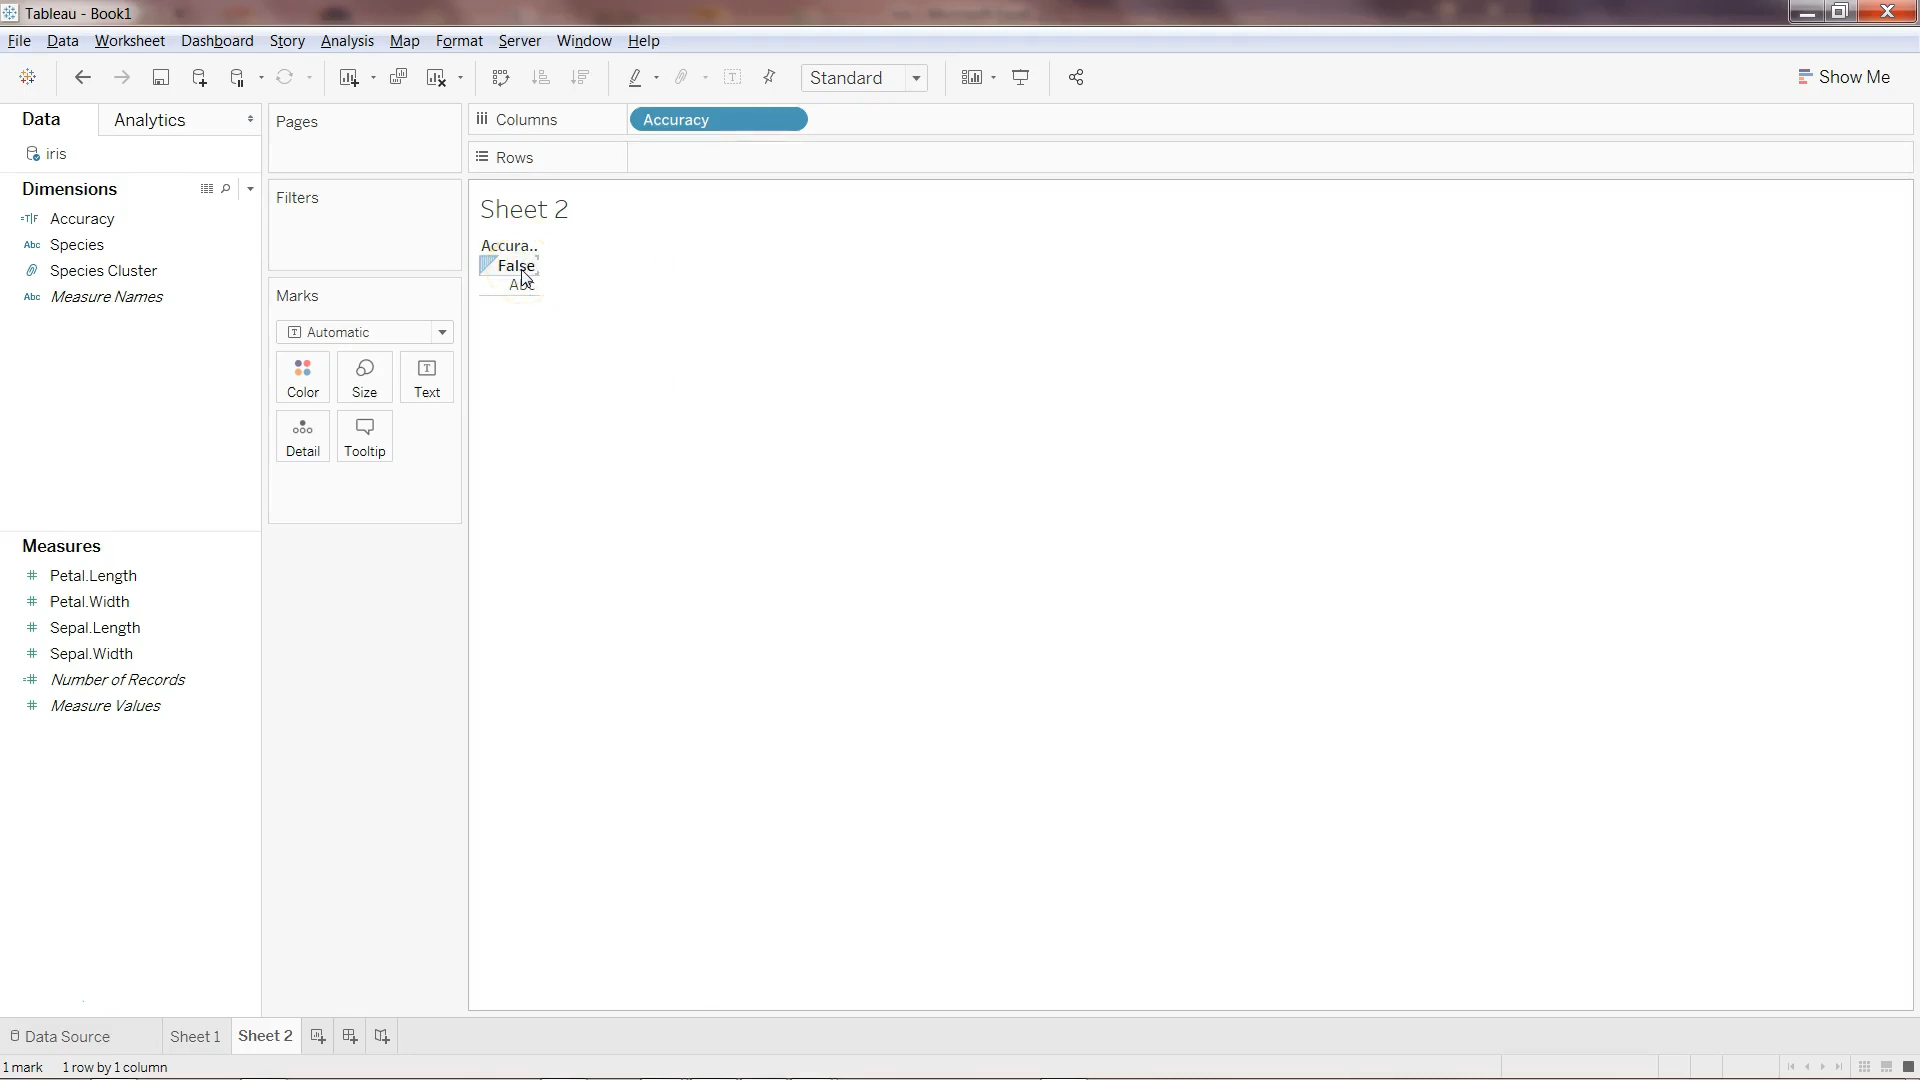 Tableau - Book1
File Data Worksheet Dashboard Story Analysis Map Format Server Window Help
Standard
Show Me
Data
Analytics
Pages
Columns
Accuracy
iris
Rows
Dimensions
Filters
Sheet 2
Accuracy
Species
Species Cluster
Measure Names
Accura..
False
Abc
Marks
Automatic
Color
Size
Text
Detail
Tooltip
Measures
Petal.Length
Petal.Width
Sepal.Length
Sepal.Width
Number of Records
Measure Values
Data Source
Sheet 1
Sheet 2
1 mark
1 row by 1 column